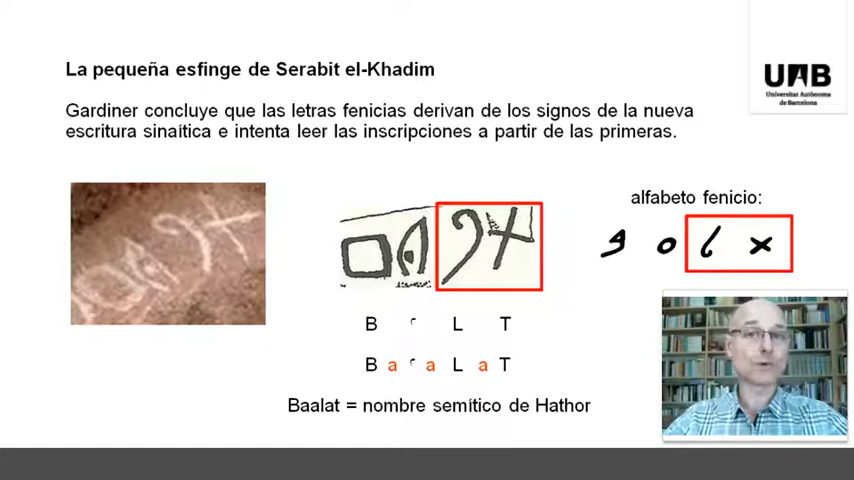 La pequeña esfinge de Serabit el-Khadim
Gardiner concluye que las letras fenicias derivan de los signos de la nueva
escritura sinaítica e intenta leer las inscripciones a partir de las primeras.
alfabeto fenicio:
𐤁 𐤏 𐤋 𐤕
B ʿ L T
B a ʿ a L a T
Baalat = nombre semítico de Hathor
UAB
Universitat Autònoma
de Barcelona